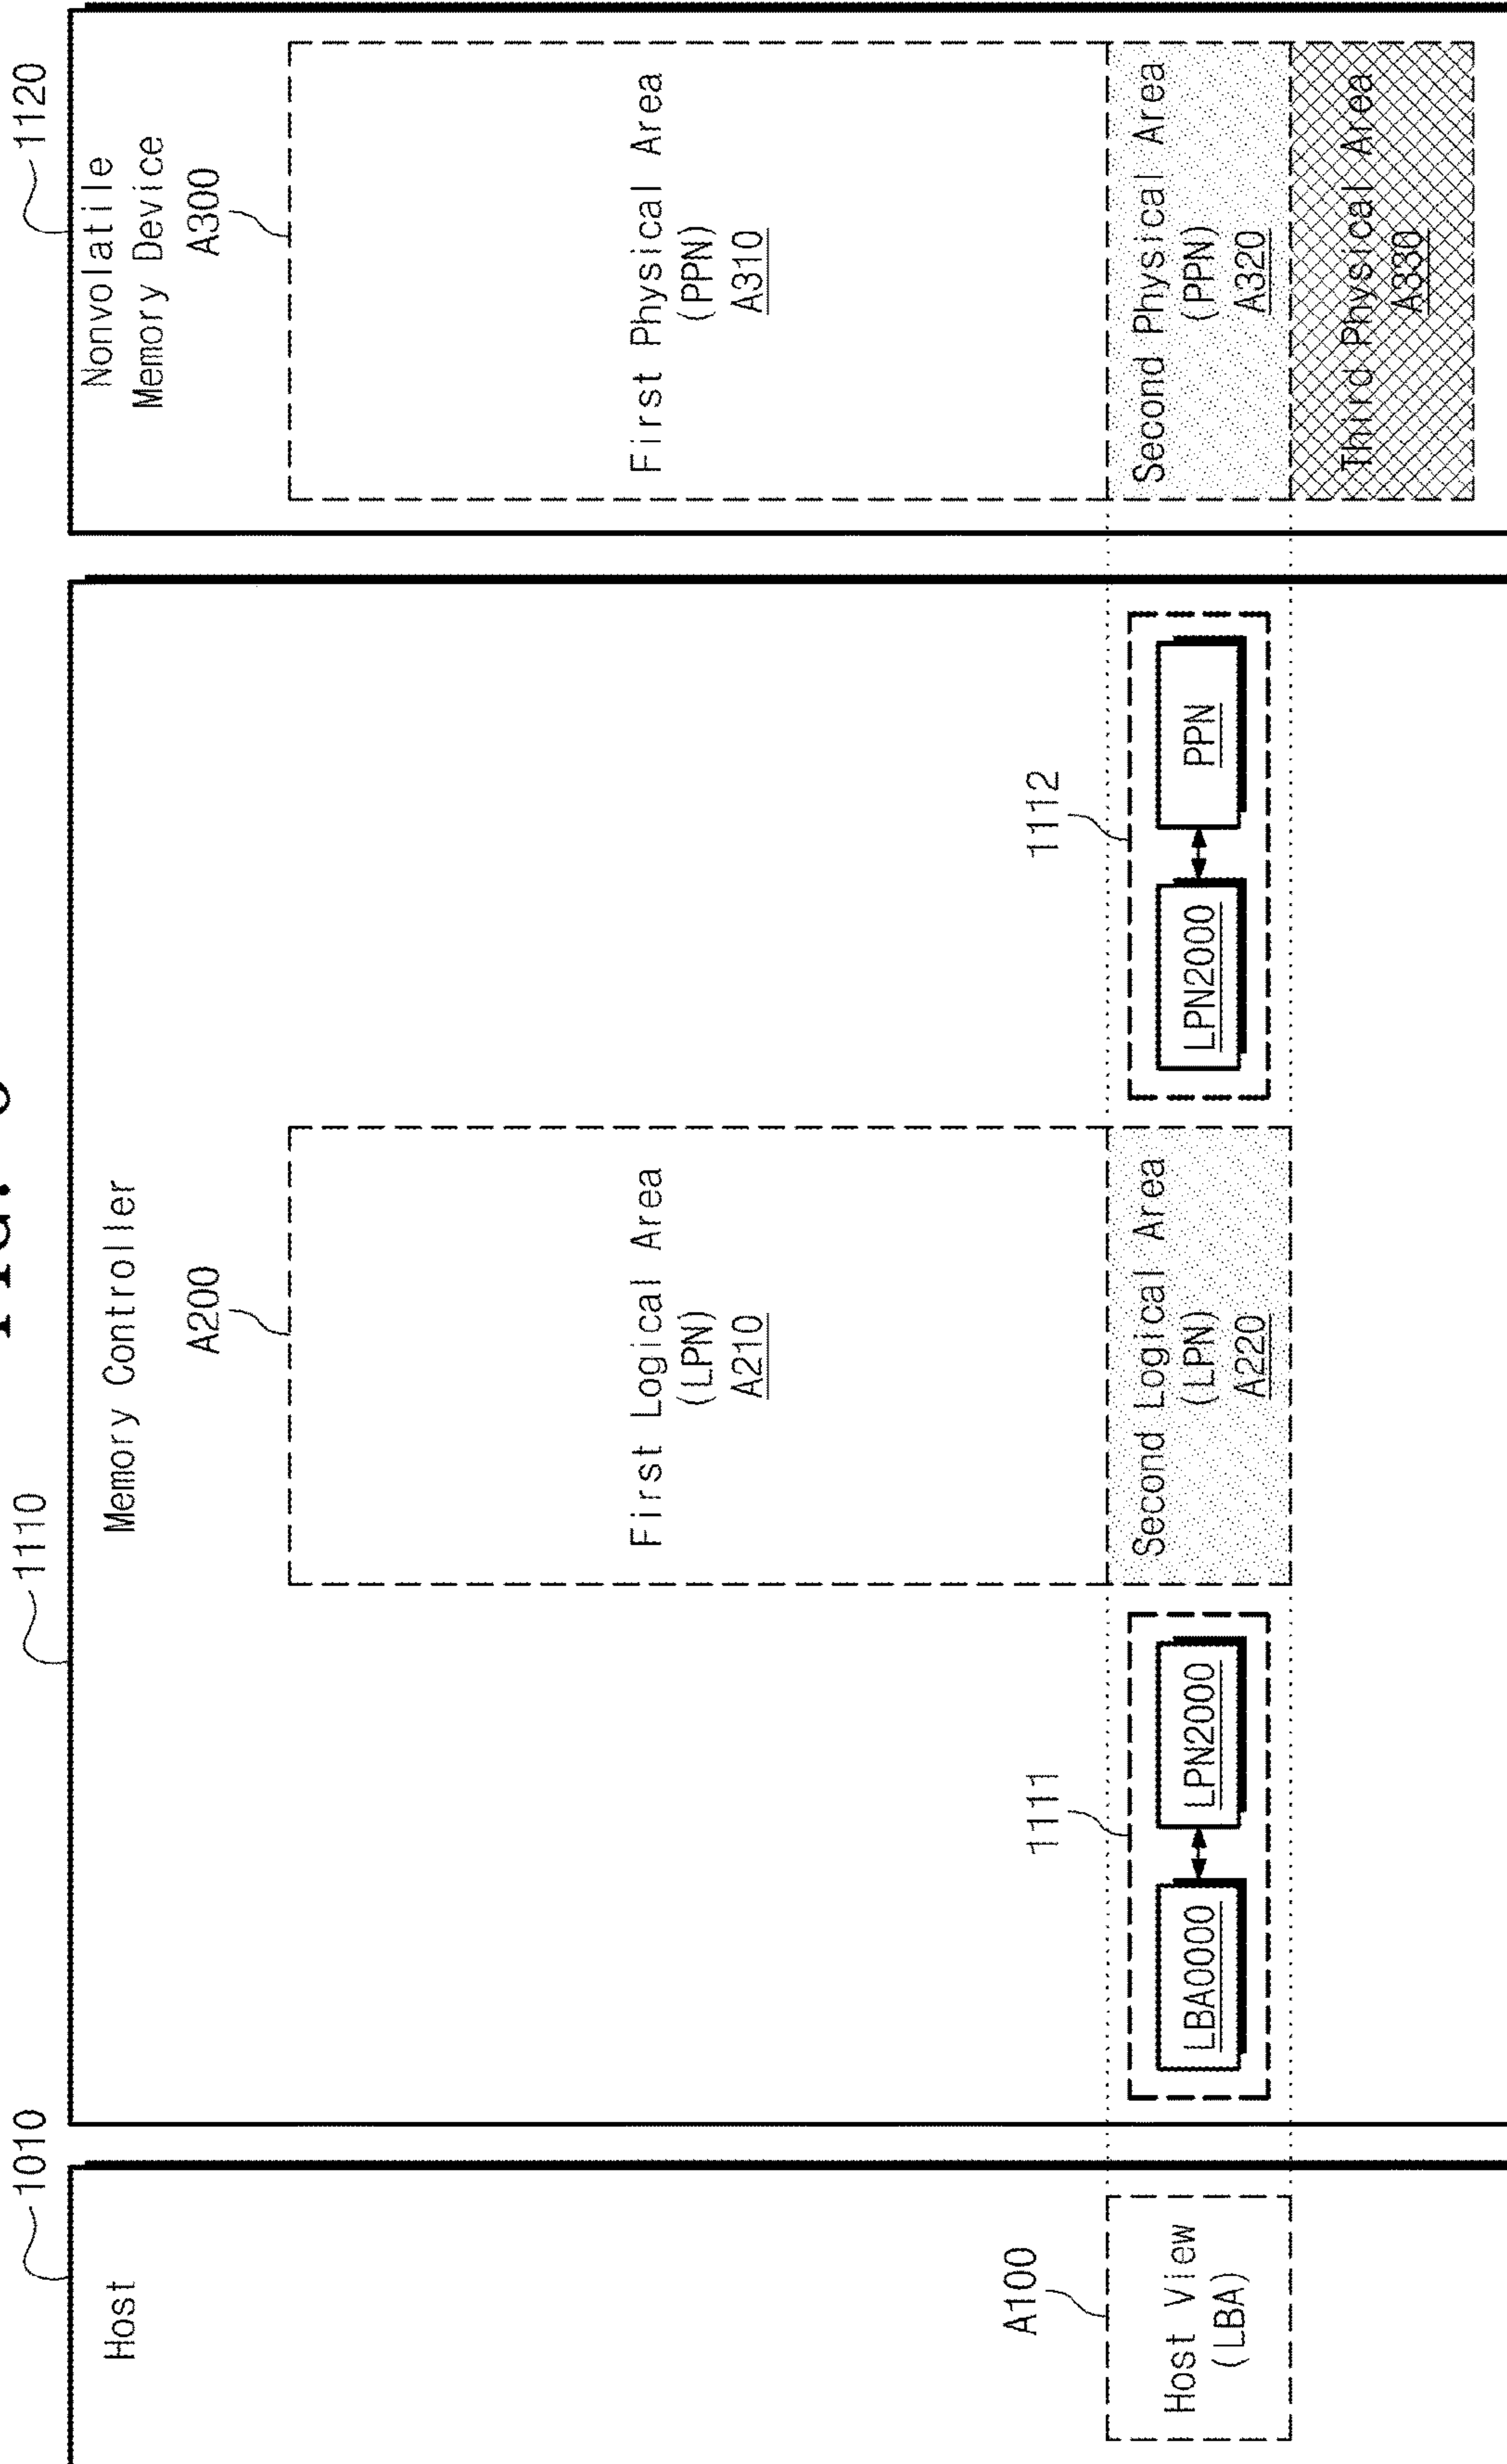 FIG.
1010
1110
1120
Host
Memory Controller
Nonvolatile
Memory Device
A200
A300
First Logical Area
(LPN)
A210
First Physical Area
(PPN)
A310
A100
1111
1112
Host View
(LBA)
LBA0000
LPN2000
Second Logical Area
(LPN)
A220
LPN2000
PPN
Second Physical Area
(PPN)
A320
Third Physical Area
A330